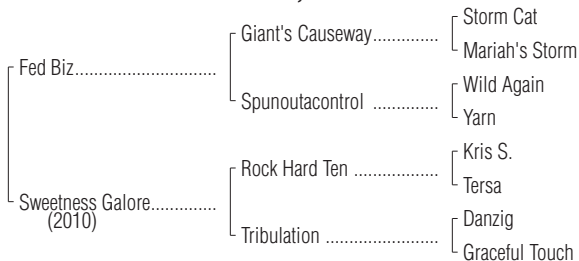 Storm Cat
Giant's Causeway..............
Mariah's Storm
Fed Biz..............................
Wild Again
Spunoutacontrol ..............
Yarn
Kris S.
Rock Hard Ten ..................
Tersa
Sweetness Galore..............
(2010)
Danzig
Tribulation ........................
Graceful Touch